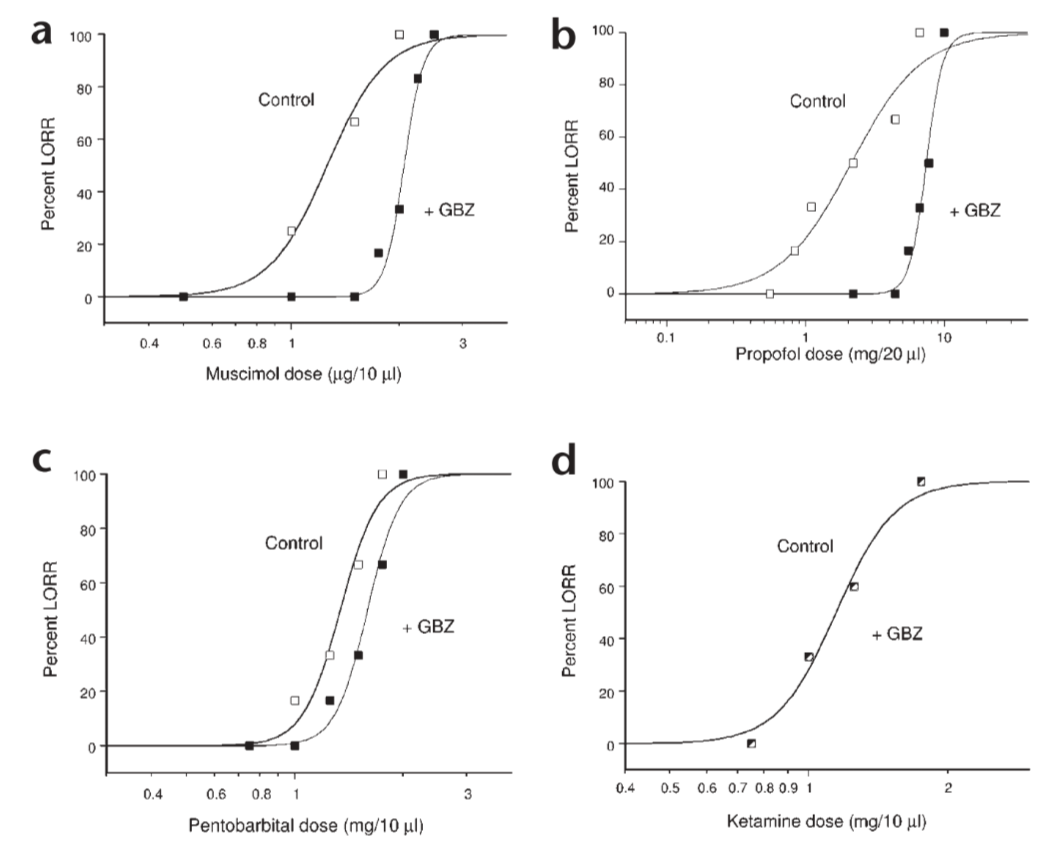 a
100
80
60
40
20
0
Percent LORR
Control
+ GBZ
0.4 0.6 0.8 1 3
Muscimol dose (μg/10 μl)
b
100
80
60
40
20
0
Percent LORR
Control
+ GBZ
0.1 1 10
Propofol dose (mg/20 μl)
c
100
80
60
40
20
0
Percent LORR
Control
+ GBZ
0.4 0.6 0.8 1 3
Pentobarbital dose (mg/10 μl)
d
100
80
60
40
20
0
Percent LORR
Control
+ GBZ
0.4 0.5 0.6 0.7 0.8 0.9 1 2
Ketamine dose (mg/10 μl)